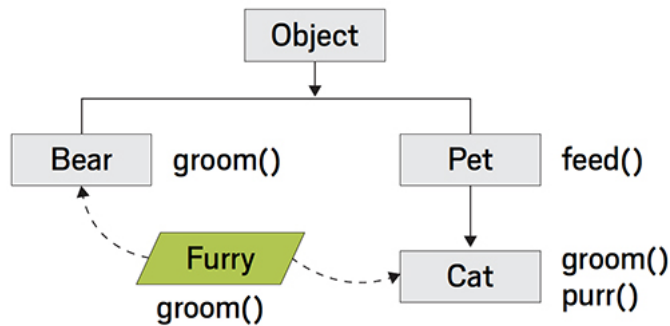 Object
Bear
groom()
Pet
feed()
Furry
groom()
Cat
groom()
purr()